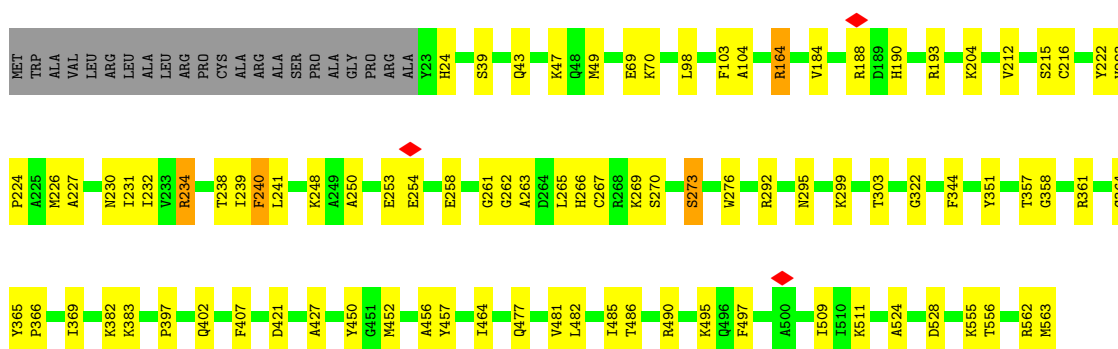 MET TRP ALA VAL LEU ARG LEU ALA LEU ARG PRO CYS ALA ARG ALA SER PRO ALA GLY PRO ARG ALA Y23 H24 S39 Q43 K47 Q48 M49 E69 K70 L98 F103 A104 R164 V184 R188 D189 H190 R193 K204 V212 S215 C216 Y222
P224 A225 M226 A227 N230 I231 I232 V233 R234 T238 I239 P240 L241 K248 A249 A250 E253 E254 E258 G261 G262 A263 D264 L265 H266 C267 R268 K269 S270 S273 W276 R292 N295 K299 T303 G322 F344 Y351 T357 G358 R361
Y365 P366 I369 K382 K383 P397 Q402 F407 D421 A427 Y450 G451 M452 A456 Y457 I464 Q477 V481 L482 I485 T486 R490 K495 Q496 F497 A500 I509 I510 K511 A524 D528 K555 T556 R562 M563